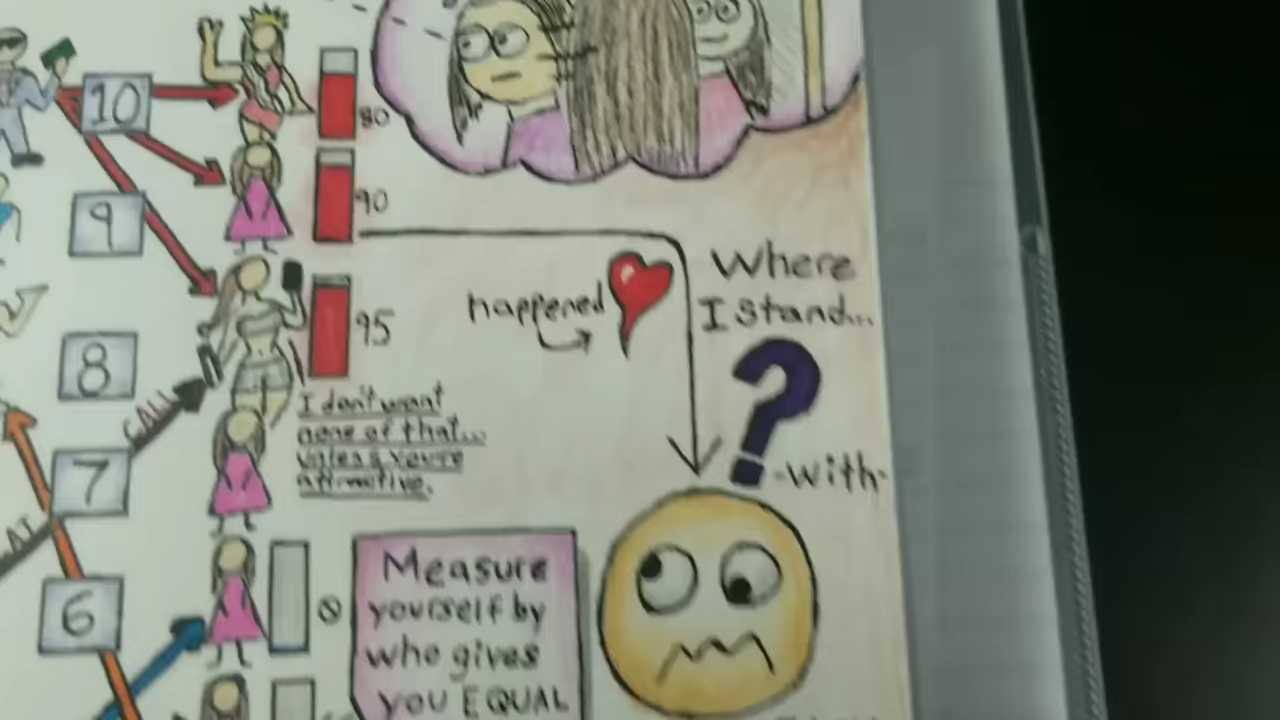 10
80
9
90
Where
happened
I stand...
95
8
CALL
I don't want
none of that...
unless you're
attractive.
7
?
-with-
6
Measure
yourself by
who gives
you EQUAL